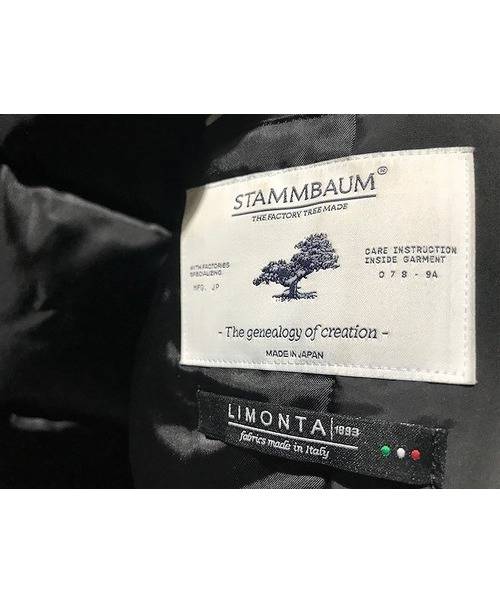 STAMMBAUM®
THE FACTORY TREE MADE
WITH FACTORIES
SPECIALIZING.
MFG. JP
CARE INSTRUCTION
INSIDE GARMENT
078-9A
- The genealogy of creation -
MADE IN JAPAN
LIMONTA|1893
fabrics made in Italy